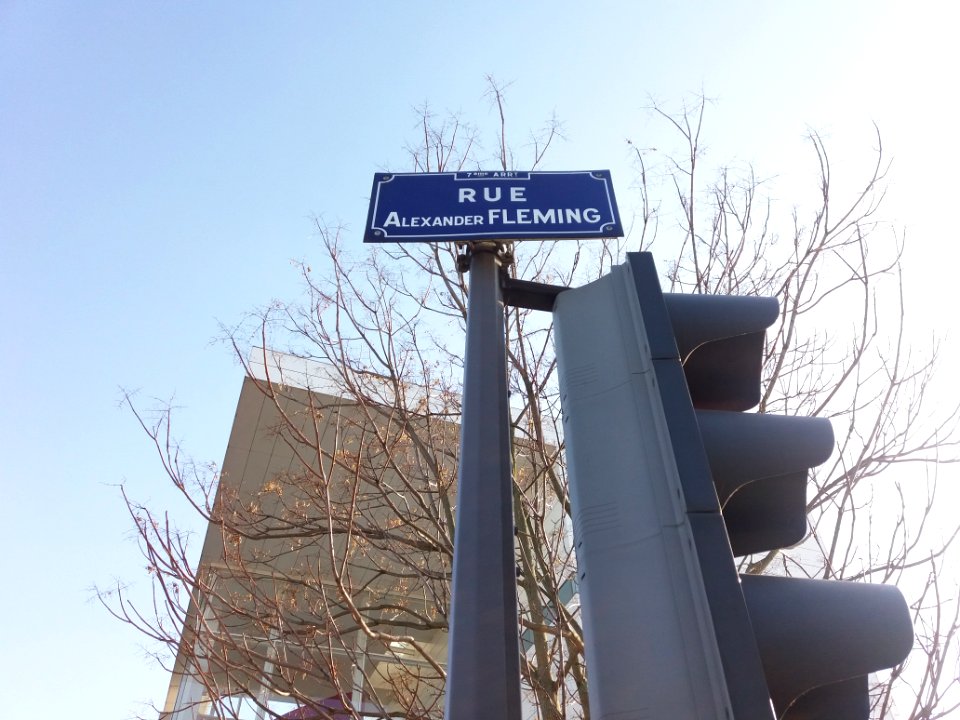 7ème ARRT
RUE
ALEXANDER FLEMING